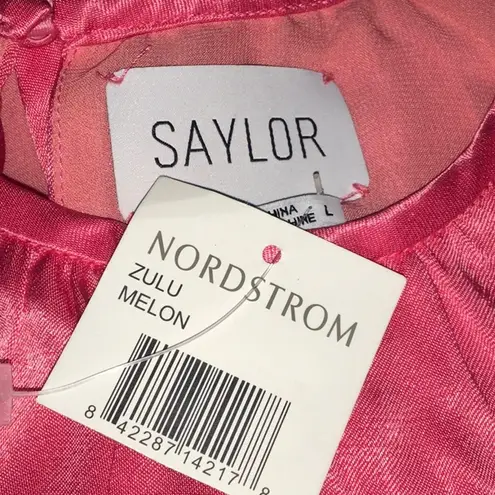 SAYLOR
L
NORDSTROM
ZULU
MELON
8 42287 14217 8